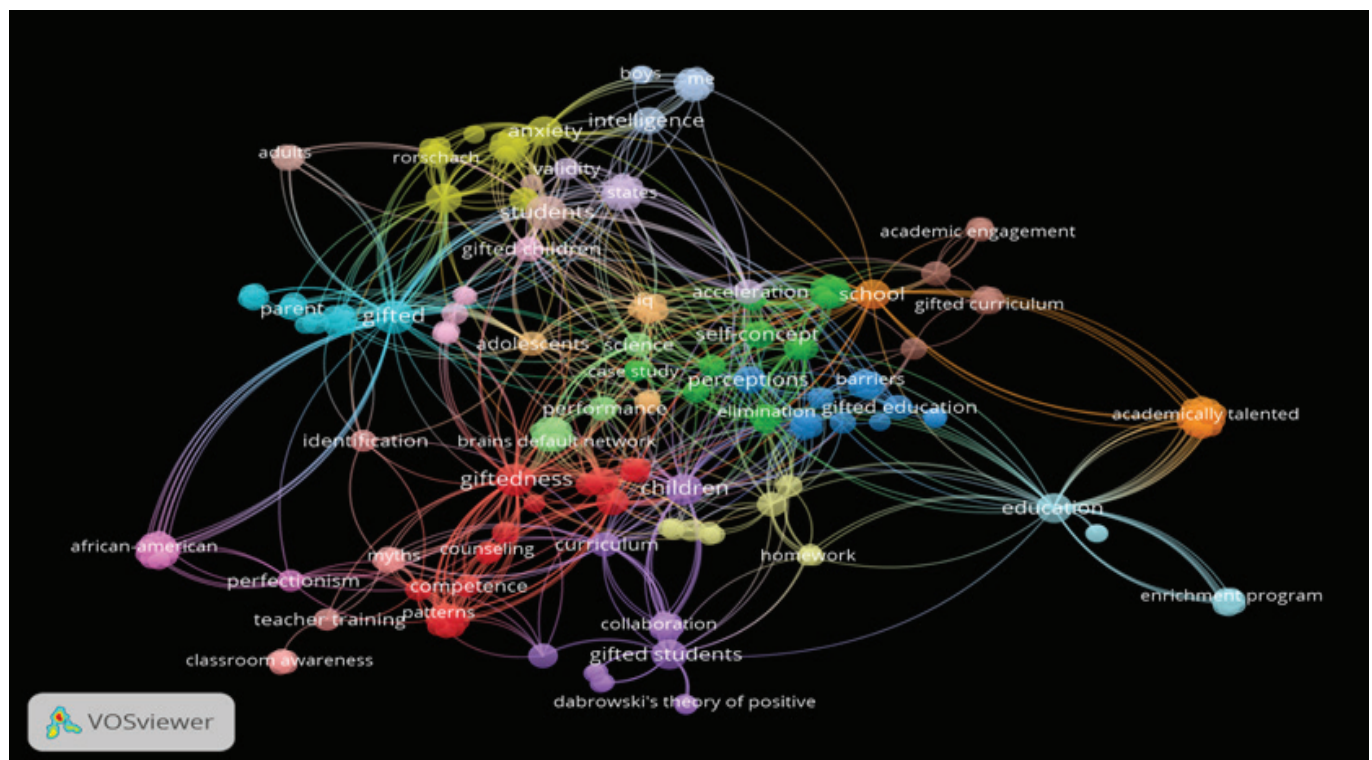 boys
me
intelligence
anxiety
adults
rorschach
validity
states
students
gifted children
academic engagement
acceleration
school
gifted curriculum
parent
gifted
iq
self-concept
adolescents
science
case study
perceptions
barriers
performance
elimination
gifted education
academically talented
identification
brains default network
giftedness
children
education
african-american
myths
counseling
curriculum
homework
perfectionism
competence
enrichment program
teacher training
patterns
collaboration
classroom awareness
gifted students
dabrowski's theory of positive
VOSviewer